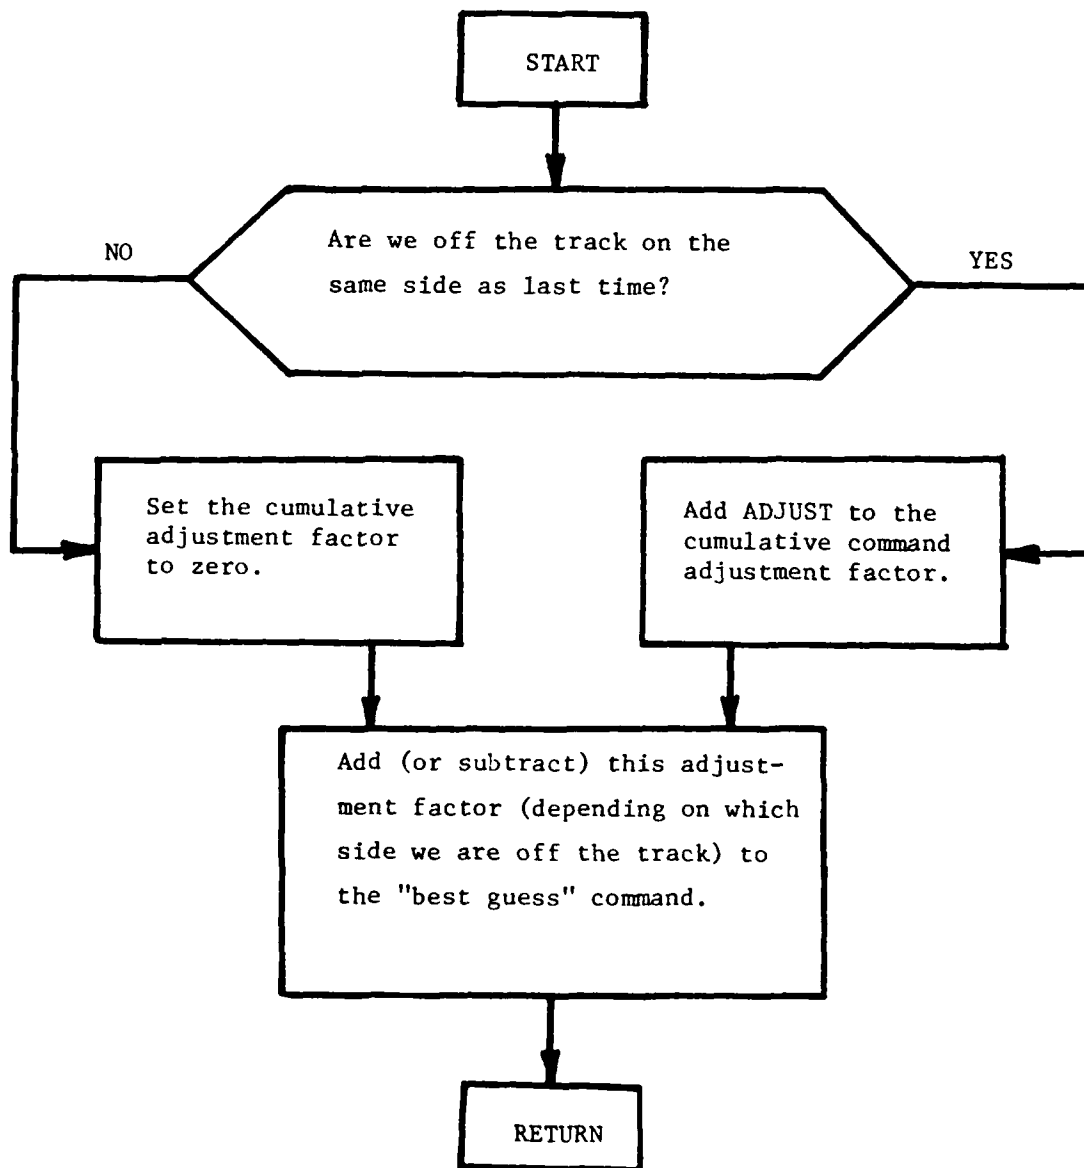 START
Are we off the track on the
same side as last time?
NO
YES
Set the cumulative
adjustment factor
to zero.
Add ADJUST to the
cumulative command
adjustment factor.
Add (or subtract) this adjust-
ment factor (depending on which
side we are off the track) to
the "best guess" command.
RETURN